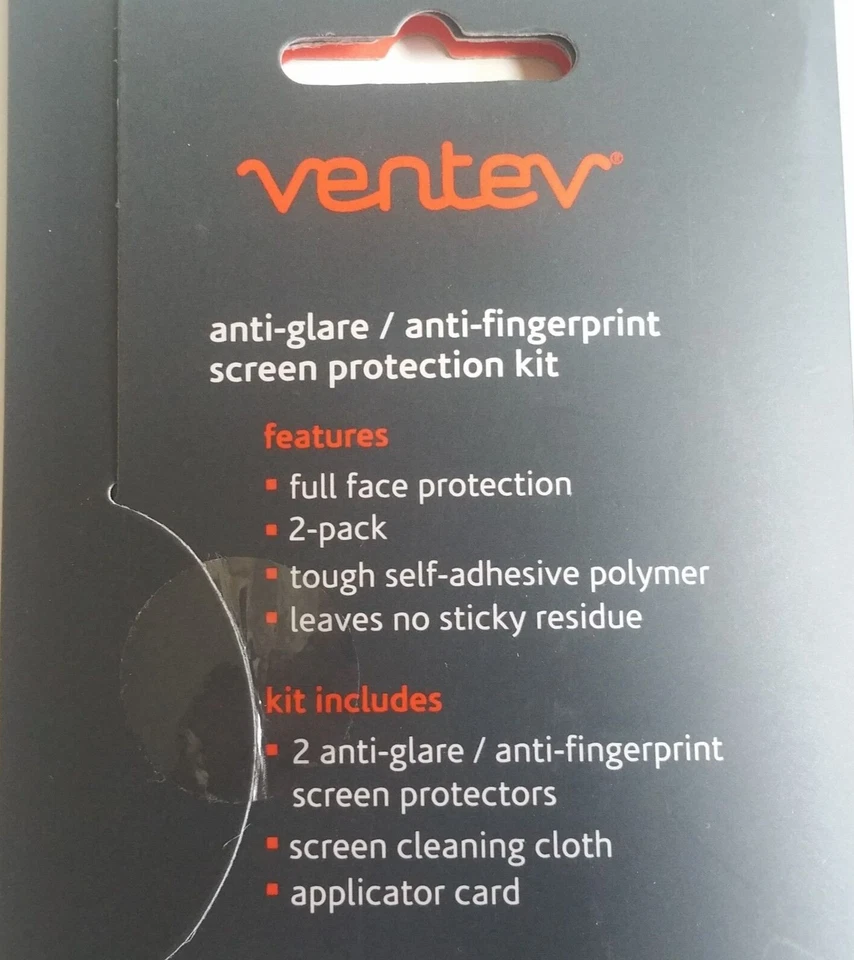 ventev®
anti-glare / anti-fingerprint
screen protection kit
features
▪ full face protection
▪ 2-pack
▪ tough self-adhesive polymer
▪ leaves no sticky residue
kit includes
▪ 2 anti-glare / anti-fingerprint
screen protectors
▪ screen cleaning cloth
▪ applicator card